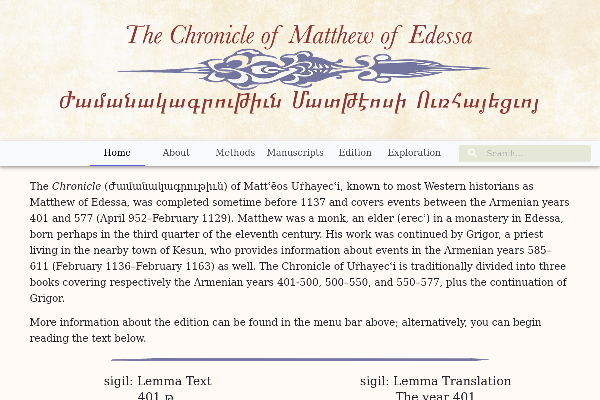 The Chronicle of Matthew of Edessa
Ժամանակագրութիւն Մատթէոսի Ուռհայեցւոյ
Home About Methods Manuscripts Edition Exploration Search...
The Chronicle (Ժամանակագրութիւն) of Mattʻēos Uṙhayecʻi, known to most Western historians as
Matthew of Edessa, was completed sometime before 1137 and covers events between the Armenian years
401 and 577 (April 952–February 1129). Matthew was a monk, an elder (erecʻ) in a monastery in Edessa,
born perhaps in the third quarter of the eleventh century. His work was continued by Grigor, a priest
living in the nearby town of Kesun, who provides information about events in the Armenian years 585–
611 (February 1136–February 1163) as well. The Chronicle of Uṙhayecʻi is traditionally divided into three
books covering respectively the Armenian years 401-500, 500–550, and 550–577, plus the continuation of
Grigor.
More information about the edition can be found in the menu bar above; alternatively, you can begin
reading the text below.
sigil: Lemma Text
401 թ
sigil: Lemma Translation
The year 401